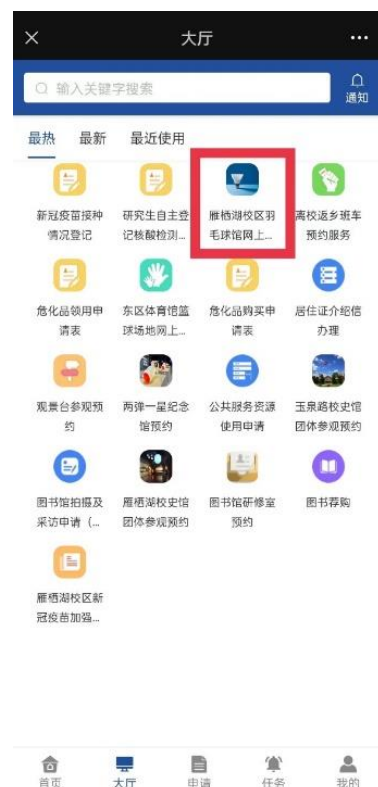 大厅
输入关键字搜索
通知
最热 最新 最近使用
新冠疫苗接种 研究生自主登 雁栖湖校区羽 离校返乡班车
情况登记 记核酸检测... 毛球馆网上... 预约服务
危化品领用申 东区体育馆篮 危化品购买申 居住证介绍信
请表 球场地网上... 请表 办理
观景台参观预 两弹一星纪念 公共服务资源 玉泉路校史馆
约 馆预约 使用申请 团体参观预约
图书馆拍摄及 雁栖湖校史馆 图书馆研修室 图书荐购
采访申请（... 团体参观预约 预约
雁栖湖校区新
冠疫苗加强...
首页 大厅 申请 任务 我的